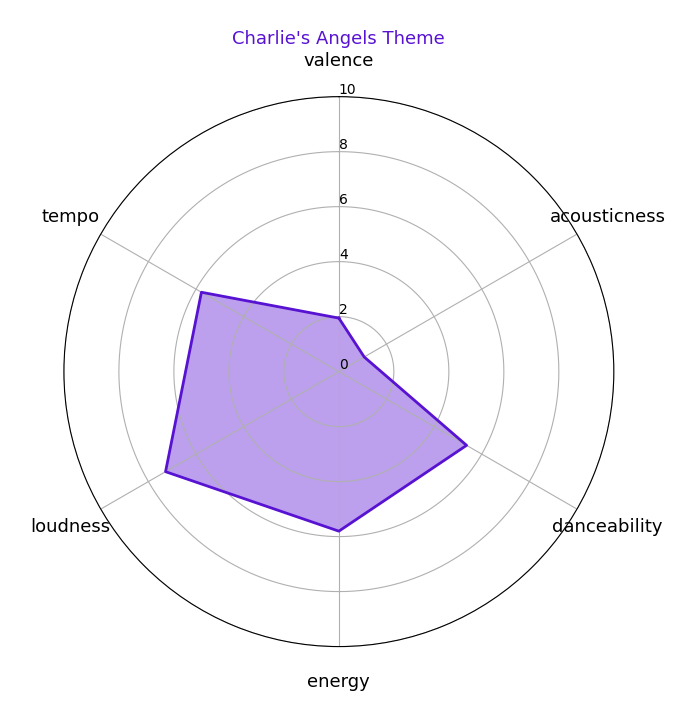 Charlie's Angels Theme
valence
10
8
6
4
2
0
tempo
acousticness
loudness
danceability
energy